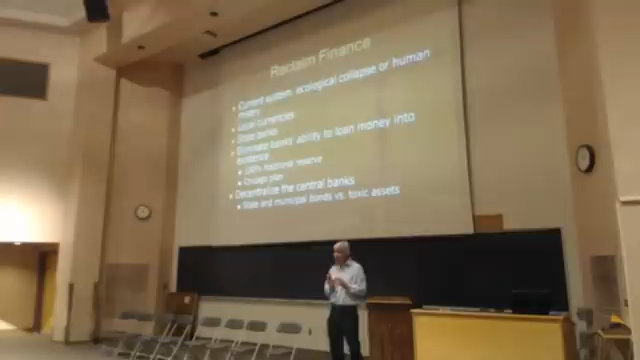 Reclaim Finance
• Current system: ecological collapse or human
misery
• Local currencies
• State banks
• Eliminate banks' ability to loan money into
existence
• 100% fractional reserve
• Chicago plan
• Decentralize the central banks
• State and municipal bonds vs. toxic assets